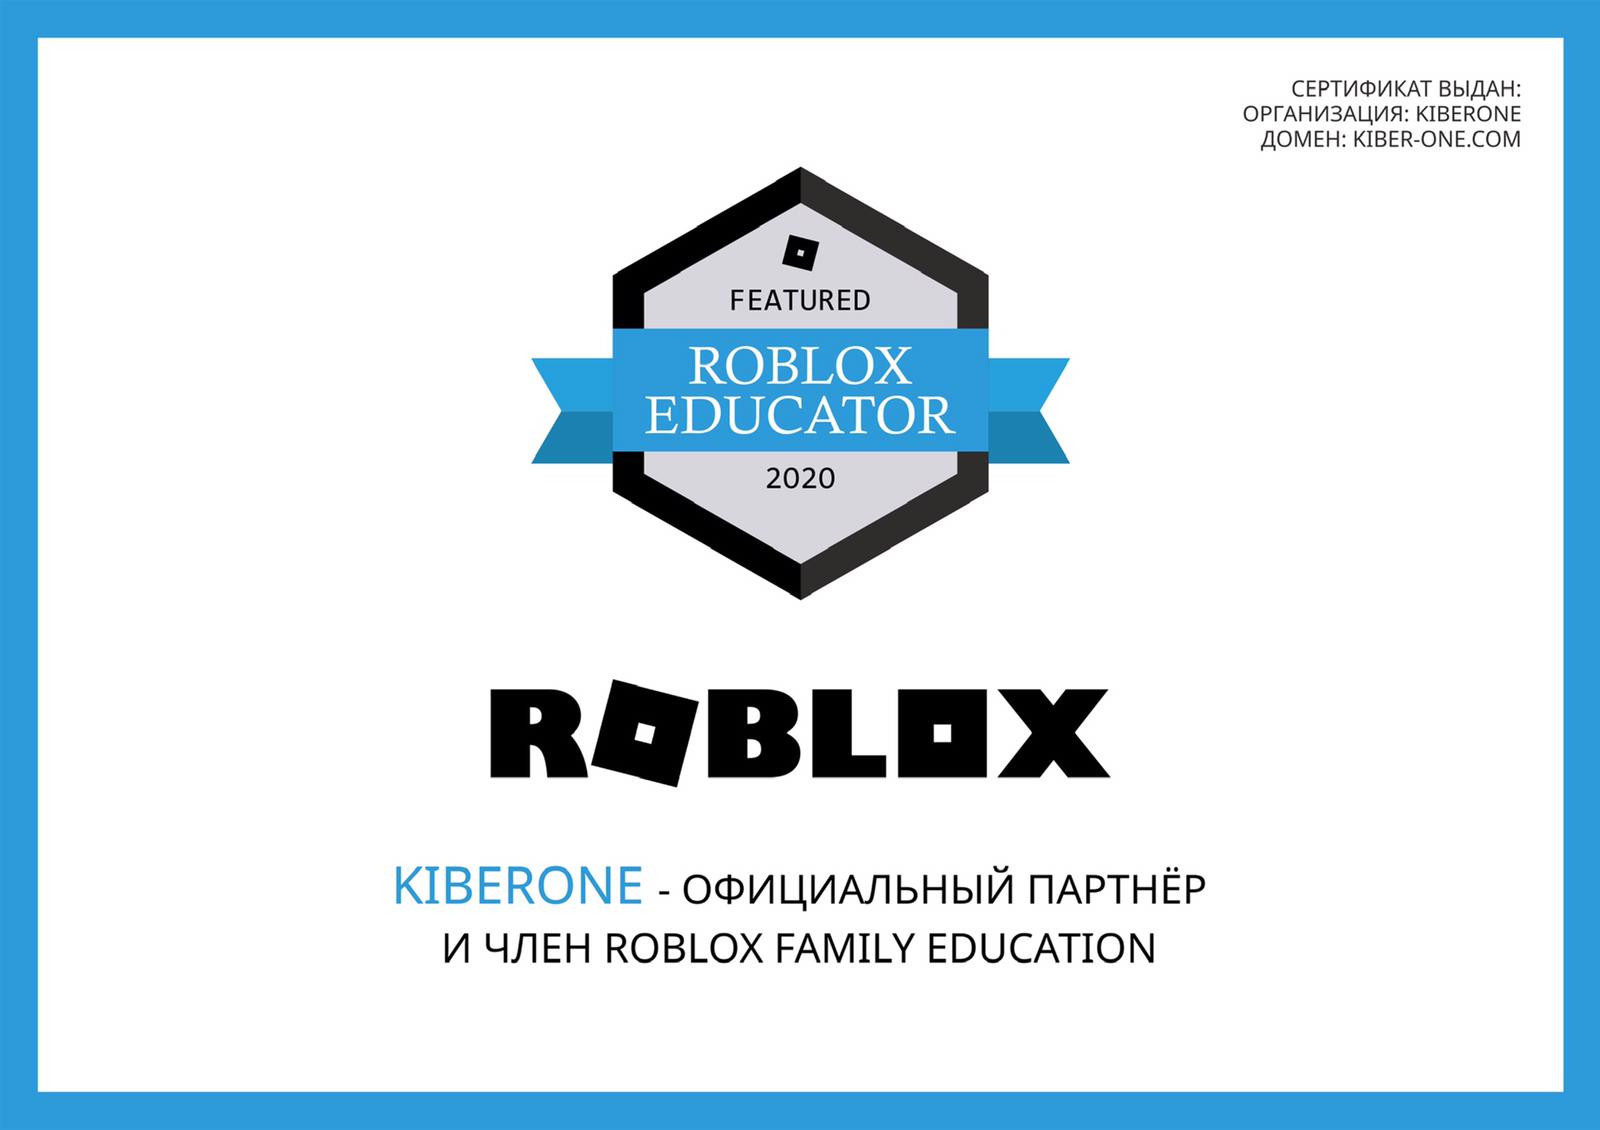 СЕРТИФИКАТ ВЫДАН:
ОРГАНИЗАЦИЯ: KIBERONE
ДОМЕН: KIBER-ONE.COM
FEATURED
ROBLOX
EDUCATOR
2020
ROBLOX
KIBERONE - ОФИЦИАЛЬНЫЙ ПАРТНЁР
И ЧЛЕН ROBLOX FAMILY EDUCATION